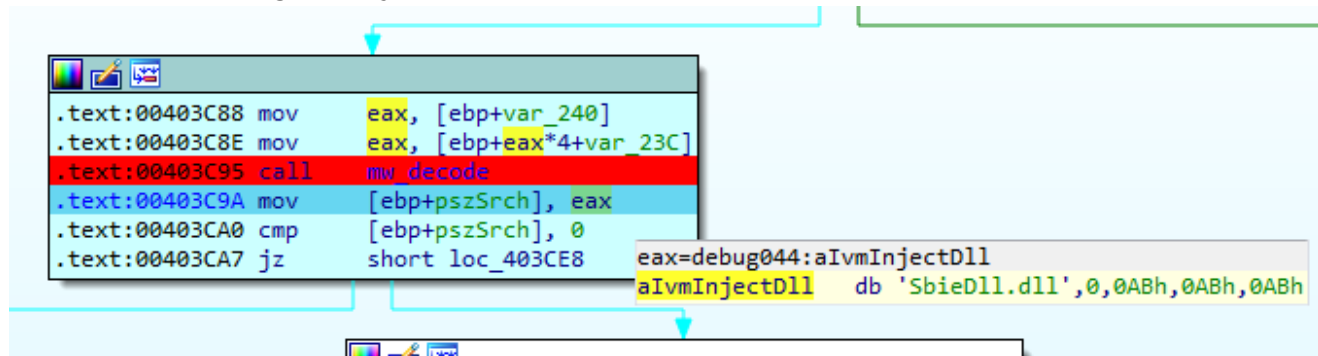 .text:00403C88 mov eax, [ebp+var_240]
.text:00403C8E mov eax, [ebp+eax*4+var_23C]
.text:00403C95 call mw_decode
.text:00403C9A mov [ebp+pszSrch], eax
.text:00403CA0 cmp [ebp+pszSrch], 0
.text:00403CA7 jz short loc_403CE8
eax=debug044:aIvmInjectDll
aIvmInjectDll db 'SbieDll.dll',0,0ABh,0ABh,0ABh